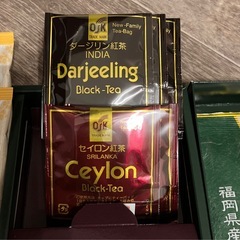 OSK
New-Family
Tea-Bag
ダージリン紅茶
INDIA
Darjeeling
Black-Tea
OSK
セイロン紅茶
SRILANKA
Ceylon
Black-Tea
福岡県産